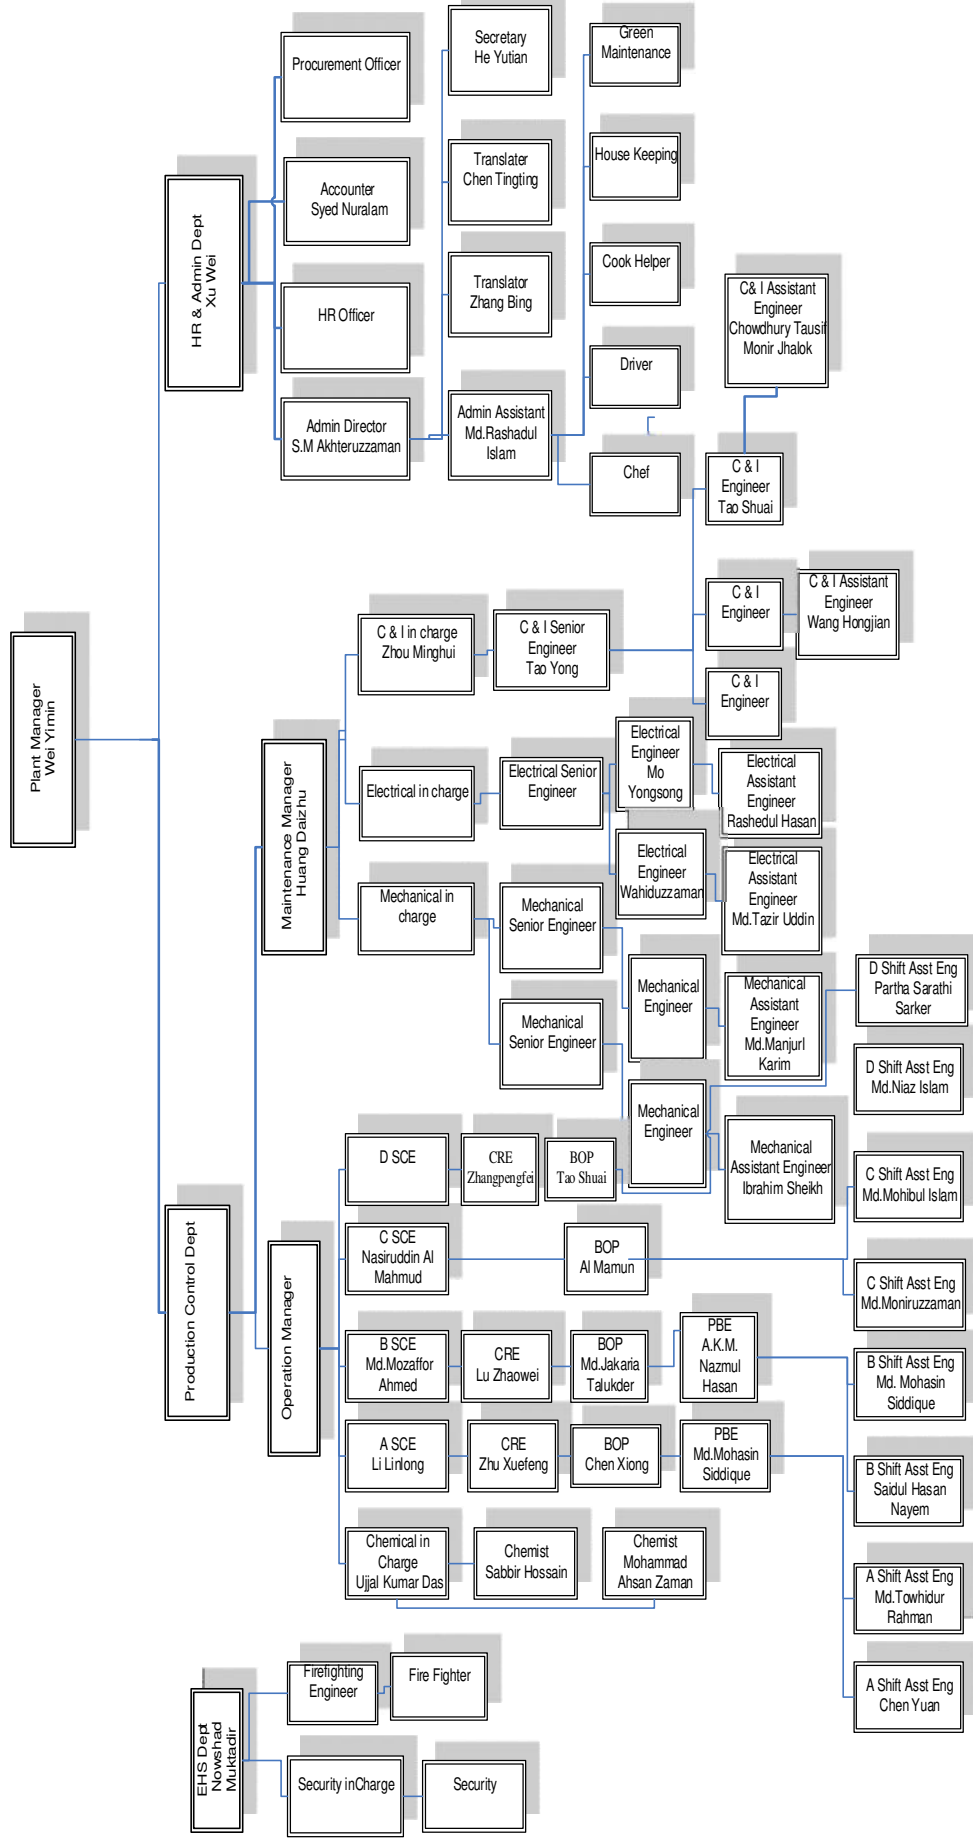 Plant Manager
Wei Yimin
HR & Admin Dept
Xu Wei
Procurement Officer
Accounter
Syed Nuralam
HR Officer
Admin Director
S.M Akhteruzzaman
Secretary
He Yutian
Translater
Chen Tingting
Translator
Zhang Bing
Admin Assistant
Md.Rashadul
Islam
Green
Maintenance
House Keeping
Cook Helper
Driver
Chef
Production Control Dept
Maintenance Manager
Huang Daizhu
C & I in charge
Zhou Minghui
C & I Senior
Engineer
Tao Yong
C & I
Engineer
Tao Shuai
C& I Assistant
Engineer
Chowdhury Tausif
Monir Jhalok
C & I
Engineer
C & I Assistant
Engineer
Wang Hongjian
C & I
Engineer
Electrical in charge
Electrical Senior
Engineer
Electrical
Engineer
Mo
Yongsong
Electrical
Assistant
Engineer
Rashedul Hasan
Electrical
Engineer
Wahiduzzaman
Electrical
Assistant
Engineer
Md.Tazir Uddin
Mechanical in
charge
Mechanical
Senior Engineer
Mechanical
Engineer
Mechanical
Assistant
Engineer
Md.Manjurl
Karim
Mechanical
Senior Engineer
Mechanical
Engineer
Mechanical
Assistant Engineer
Ibrahim Sheikh
Operation Manager
D SCE
CRE
Zhangpengfei
BOP
Tao Shuai
D Shift Asst Eng
Partha Sarathi
Sarker
D Shift Asst Eng
Md.Niaz Islam
C SCE
Nasiruddin Al
Mahmud
BOP
Al Mamun
C Shift Asst Eng
Md.Mohibul Islam
C Shift Asst Eng
Md.Moniruzzaman
B SCE
Md.Mozaffor
Ahmed
CRE
Lu Zhaowei
BOP
Md.Jakaria
Talukder
PBE
A.K.M.
Nazmul
Hasan
B Shift Asst Eng
Md. Mohasin
Siddique
B Shift Asst Eng
Saidul Hasan
Nayem
A SCE
Li Linlong
CRE
Zhu Xuefeng
BOP
Chen Xiong
PBE
Md.Mohasin
Siddique
A Shift Asst Eng
Md.Towhidur
Rahman
A Shift Asst Eng
Chen Yuan
Chemical in
Charge
Ujjal Kumar Das
Chemist
Sabbir Hossain
Chemist
Mohammad
Ahsan Zaman
EHS Dept
Nowshad
Muktadir
Firefighting
Engineer
Fire Fighter
Security inCharge
Security